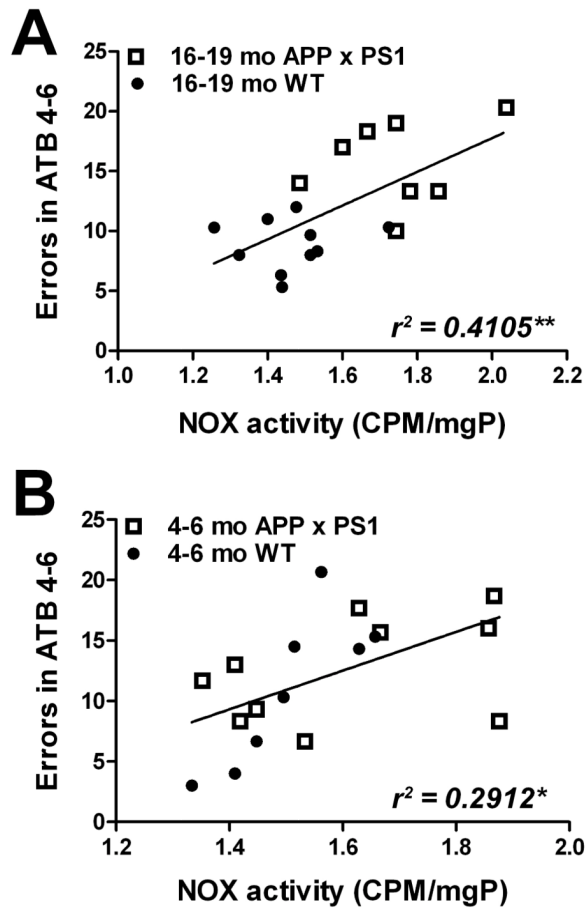 A
16-19 mo APP x PS1
16-19 mo WT
Errors in ATB 4-6
25
20
15
10
5
0
r² = 0.4105**
1.0 1.2 1.4 1.6 1.8 2.0 2.2
NOX activity (CPM/mgP)
B
4-6 mo APP x PS1
4-6 mo WT
Errors in ATB 4-6
25
20
15
10
5
0
r² = 0.2912*
1.2 1.4 1.6 1.8 2.0
NOX activity (CPM/mgP)